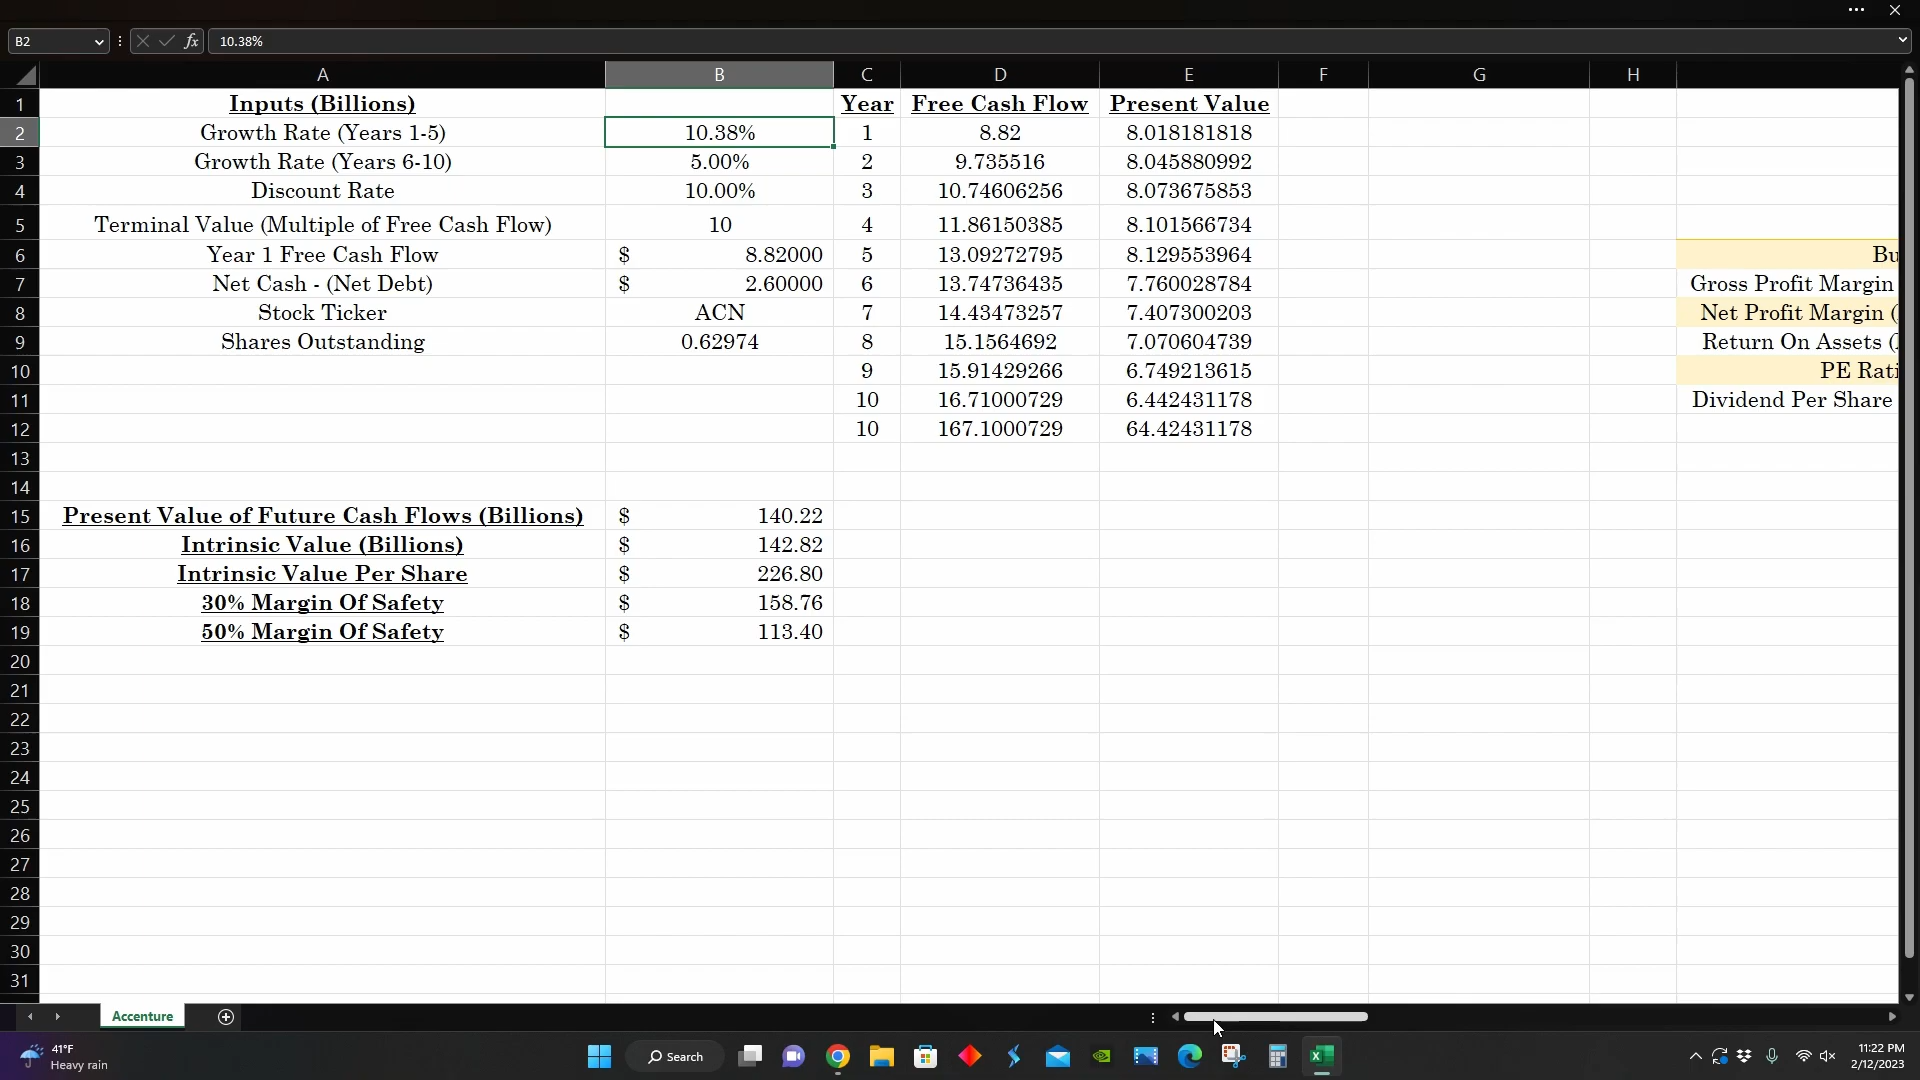 B2 fx 10.38%
A B C D E F G H
1 Inputs (Billions) Year Free Cash Flow Present Value
2 Growth Rate (Years 1-5) 10.38% 1 8.82 8.018181818
3 Growth Rate (Years 6-10) 5.00% 2 9.735516 8.045880992
4 Discount Rate 10.00% 3 10.74606256 8.073675853
5 Terminal Value (Multiple of Free Cash Flow) 10 4 11.86150385 8.101566734
6 Year 1 Free Cash Flow $ 8.82000 5 13.09272795 8.129553964 Bu
7 Net Cash - (Net Debt) $ 2.60000 6 13.74736435 7.760028784 Gross Profit Margin
8 Stock Ticker ACN 7 14.43473257 7.407300203 Net Profit Margin (
9 Shares Outstanding 0.62974 8 15.1564692 7.070604739 Return On Assets (
10 9 15.91429266 6.749213615 PE Rati
11 10 16.71000729 6.442431178 Dividend Per Share
12 10 167.1000729 64.42431178
13
14
15 Present Value of Future Cash Flows (Billions) $ 140.22
16 Intrinsic Value (Billions) $ 142.82
17 Intrinsic Value Per Share $ 226.80
18 30% Margin Of Safety $ 158.76
19 50% Margin Of Safety $ 113.40
20
21
22
23
24
25
26
27
28
29
30
31
Accenture
41°F
Heavy rain
Search
11:22 PM
2/12/2023